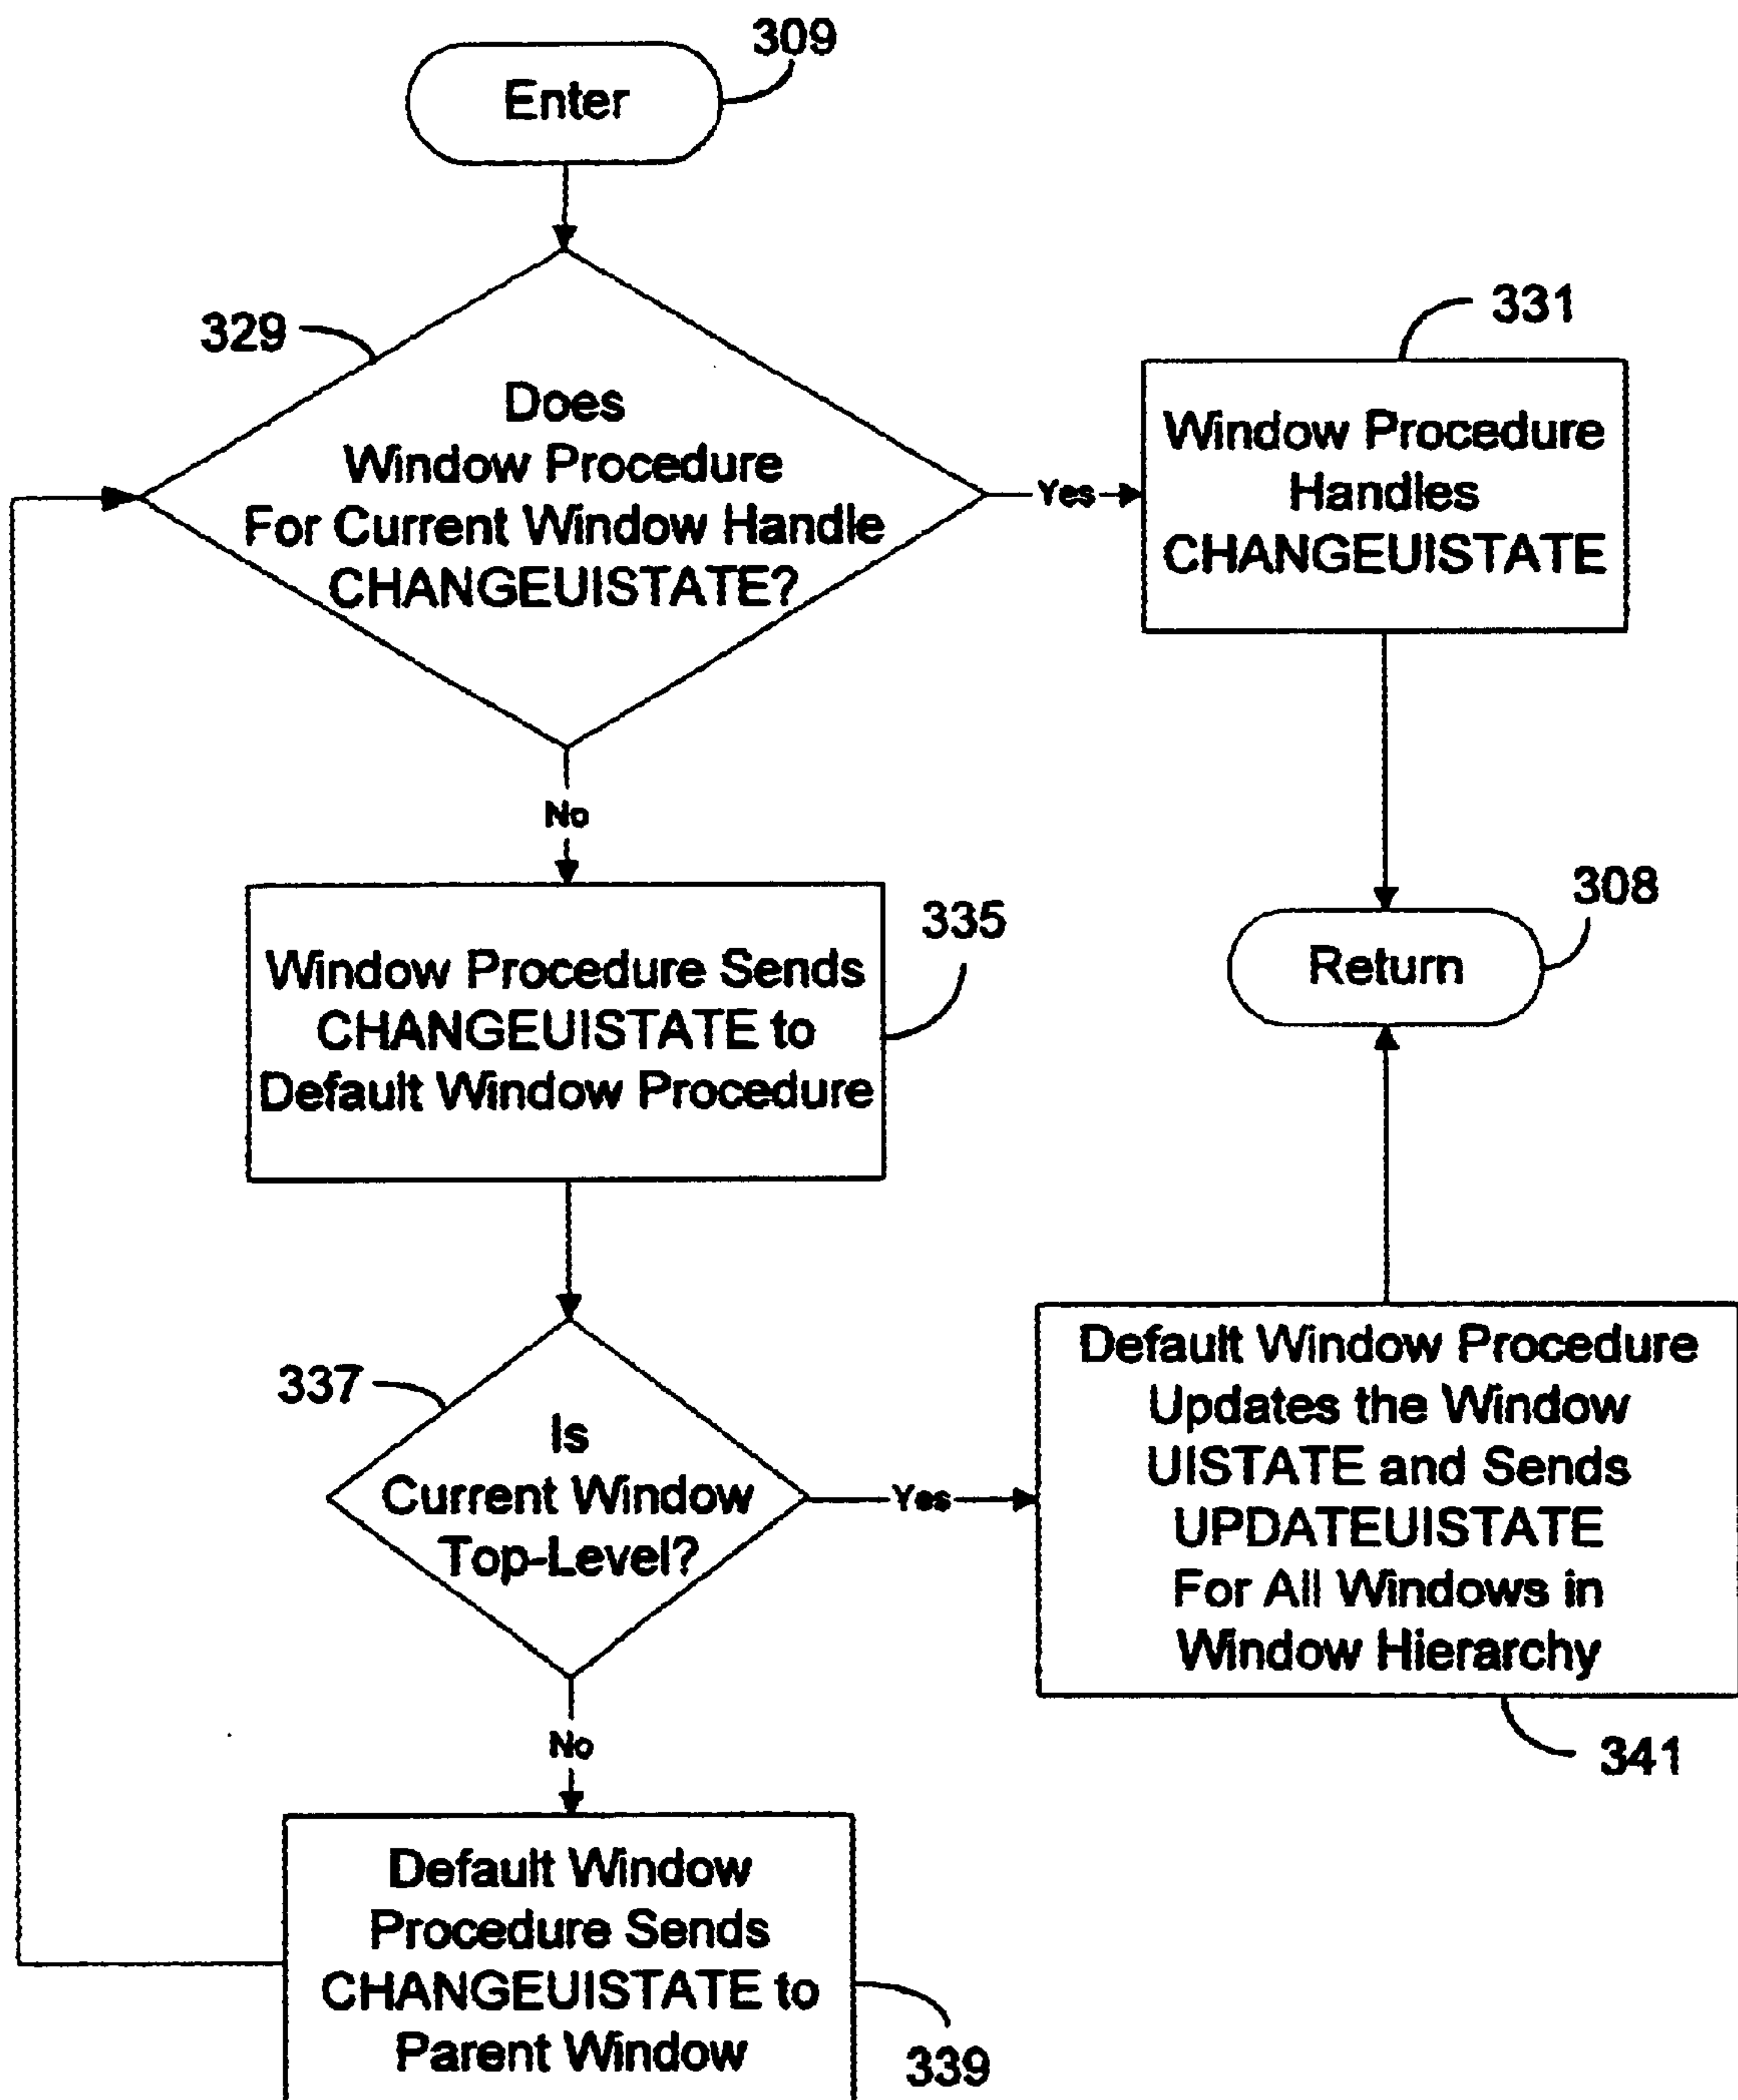 309
Enter
329
Does
Window Procedure
For Current Window Handle
CHANGEUISTATE?
Yes
331
Window Procedure
Handles
CHANGEUISTATE
No
335
Window Procedure Sends
CHANGEUISTATE to
Default Window Procedure
308
Return
337
Is
Current Window
Top-Level?
Yes
Default Window Procedure
Updates the Window
UISTATE and Sends
UPDATEUISTATE
For All Windows in
Window Hierarchy
341
No
Default Window
Procedure Sends
CHANGEUISTATE to
Parent Window
339